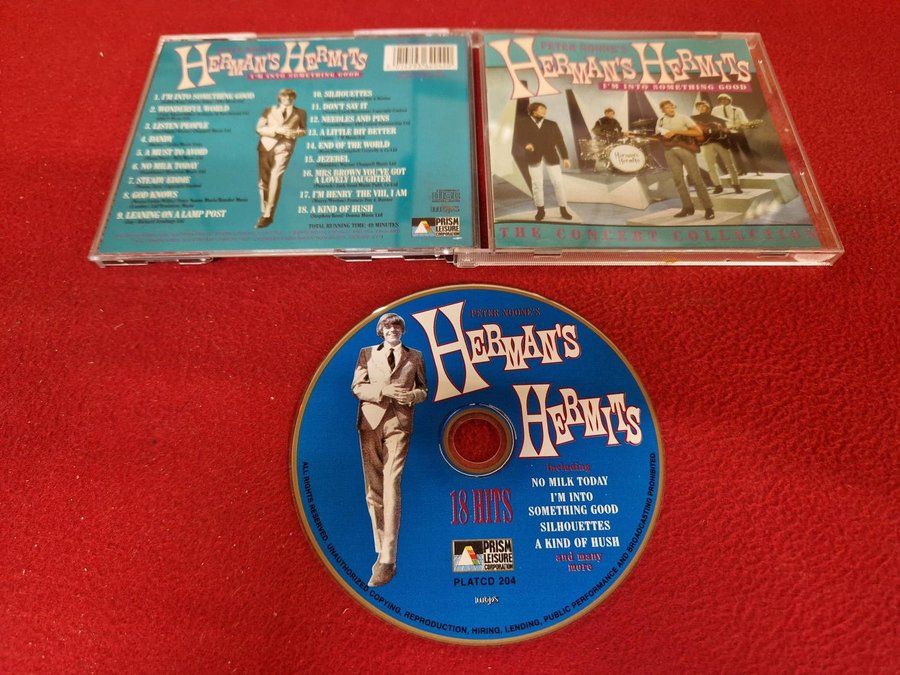 PETER NOONE'S
HERMAN'S HERMITS
I'M INTO SOMETHING GOOD
1. I'M INTO SOMETHING GOOD
2. WONDERFUL WORLD
3. LISTEN PEOPLE
4. DANDY
5. A MUST TO AVOID
6. NO MILK TODAY
7. STEADY EDDIE
8. GOD KNOWS
9. LEANING ON A LAMP POST
10. SILHOUETTES
11. DON'T SAY IT
12. NEEDLES AND PINS
13. A LITTLE BIT BETTER
14. END OF THE WORLD
15. JEZEBEL
16. MRS BROWN YOU'VE GOT
A LOVELY DAUGHTER
17. I'M HENRY THE VIII, I AM
18. A KIND OF HUSH
TOTAL RUNNING TIME: 49 MINUTES
mcps
PRISM
LEISURE
CORPORATION
PETER NOONE'S
HERMAN'S HERMITS
I'M INTO SOMETHING GOOD
Herman's
Hermits
THE CONCERT COLLECTION
PETER NOONE'S
HERMAN'S
HERMITS
18 HITS
including
NO MILK TODAY
I'M INTO
SOMETHING GOOD
SILHOUETTES
A KIND OF HUSH
and many
more
PRISM
LEISURE
CORPORATION
PLATCD 204
mcps
ALL RIGHTS RESERVED. UNAUTHORIZED COPYING, REPRODUCTION, HIRING, LENDING, PUBLIC PERFORMANCE AND BROADCASTING PROHIBITED.